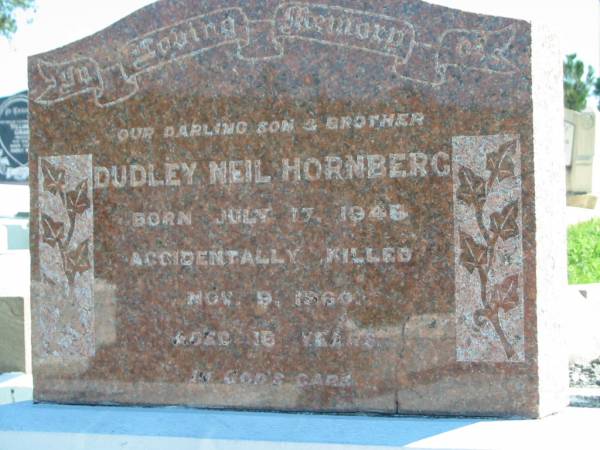 In Loving Memory of
OUR DARLING SON & BROTHER
DUDLEY NEIL HORNBERG
BORN JULY 17, 1945
ACCIDENTALLY KILLED
NOV. 9, 1960
AGED 15 YEARS
IN GOD'S CARE